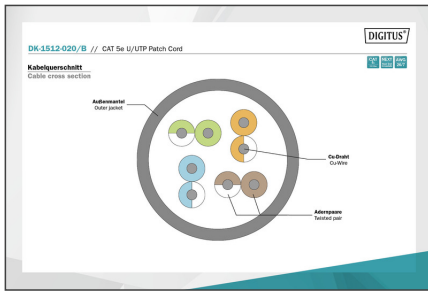 DIGITUS®
DK-1512-020/B // CAT 5e U/UTP Patch Cord
Kabelquerschnitt
Cable cross section
Außenmantel
Outer jacket
Cu-Draht
Cu-Wire
Adernpaare
Twisted pair